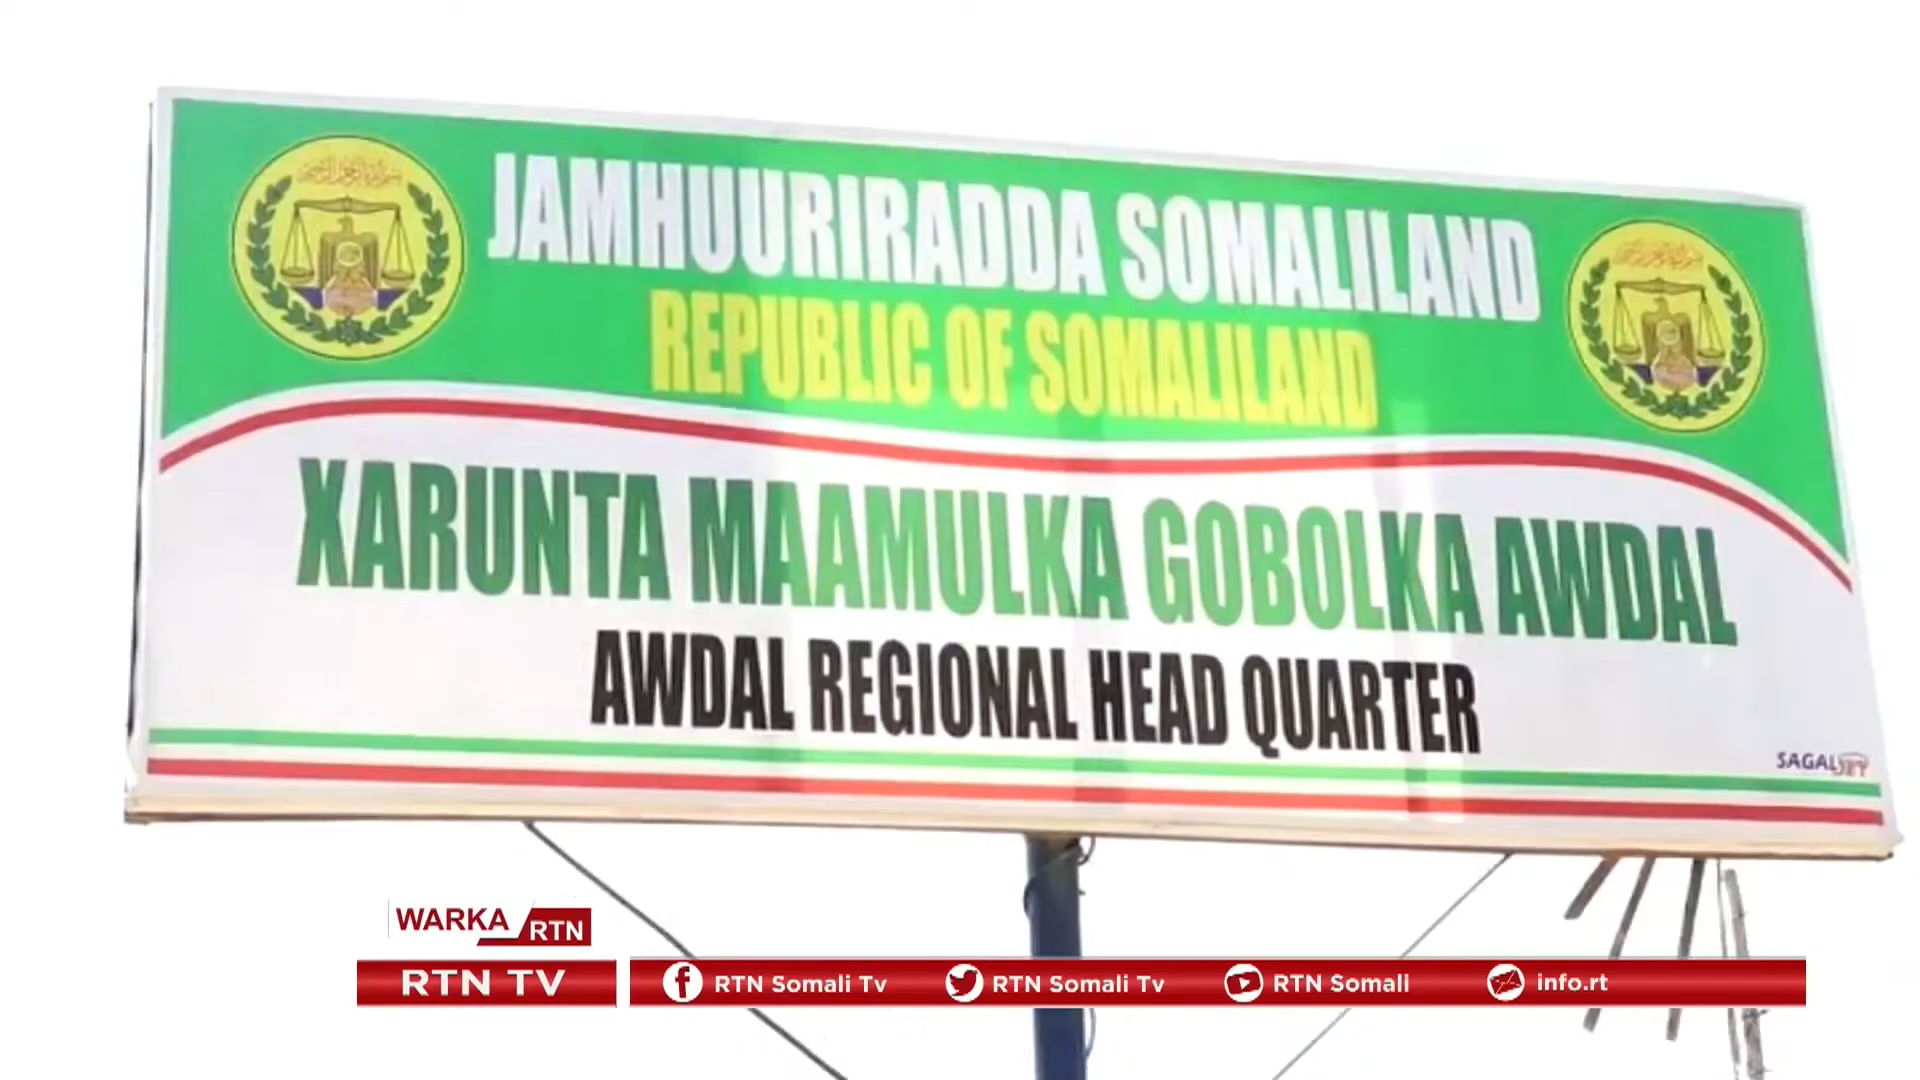 JAMHUURIRADDA SOMALILAND
REPUBLIC OF SOMALILAND
XARUNTA MAAMULKA GOBOLKA AWDAL
AWDAL REGIONAL HEAD QUARTER
SAGALJET
WARKA RTN
RTN TV
RTN Somali Tv
RTN Somali Tv
RTN Somali
info.rt